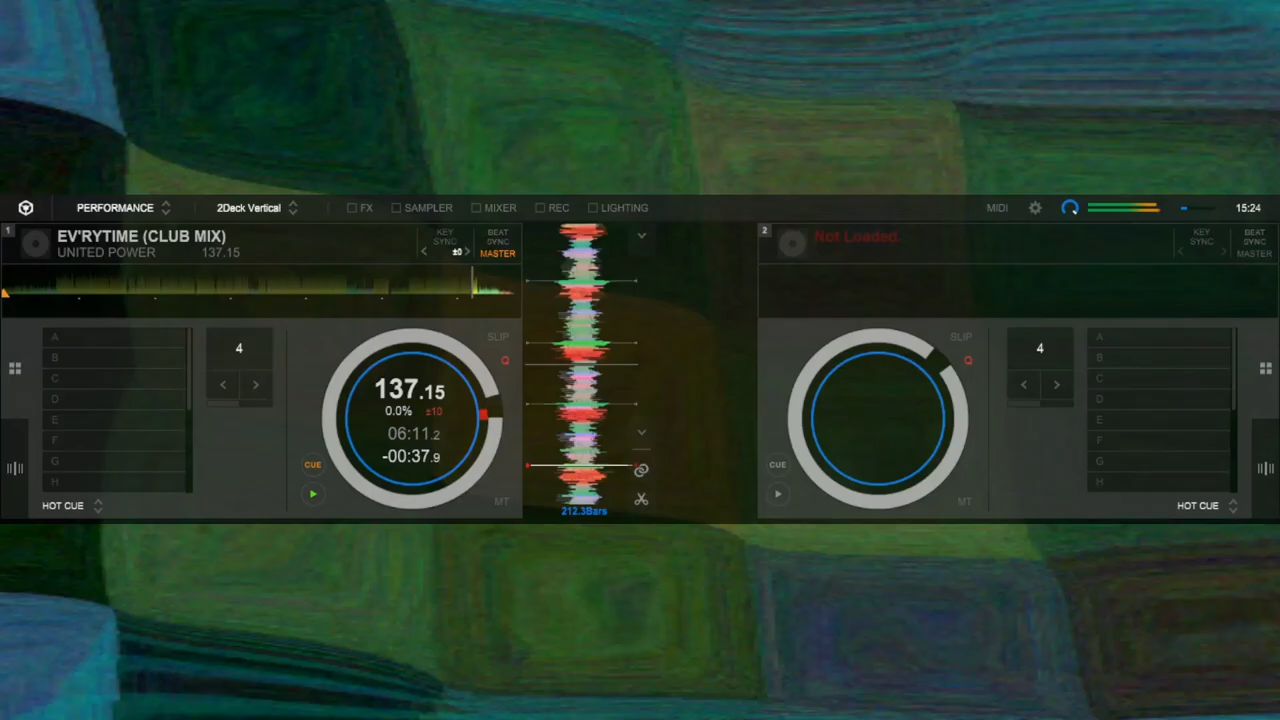 PERFORMANCE 2Deck Vertical FX SAMPLER MIXER REC LIGHTING MIDI 15:24
1 EV'RYTIME (CLUB MIX) KEY SYNC BEAT SYNC
UNITED POWER 137.15 ±0 MASTER
2 Not Loaded. KEY SYNC BEAT SYNC
MASTER
A
B
C
D
E
F
G
H
HOT CUE
4
SLIP
Q
137.15
0.0% ±10
06:11.2
-00:37.9
CUE
MT
212.3Bars
SLIP
Q
CUE
MT
4
A
B
C
D
E
F
G
H
HOT CUE